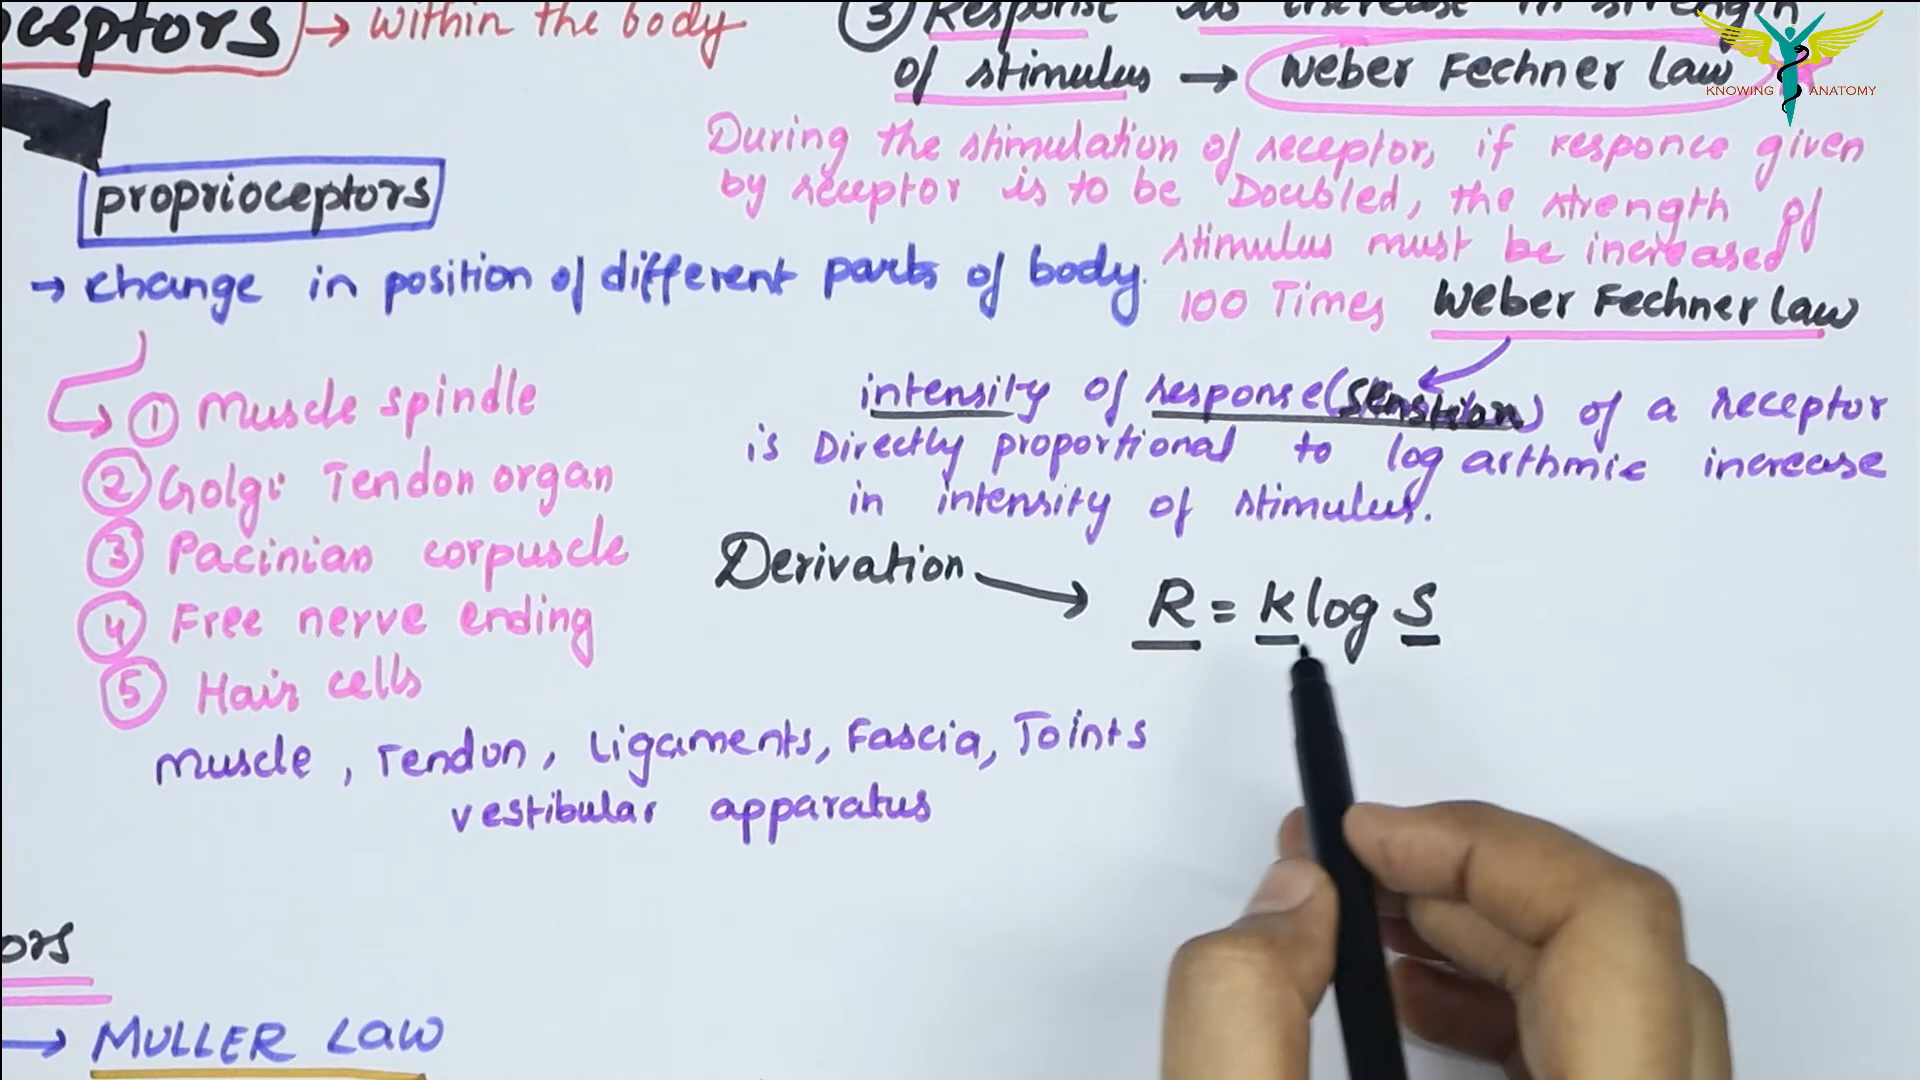 ceptors → within the body
proprioceptors
→ change in position of different parts of body.
① Muscle spindle
② Golgi Tendon organ
③ Pacinian corpuscle
④ Free nerve ending
⑤ Hair cells
Muscle, Tendon, Ligaments, Fascia, Joints
vestibular apparatus
ors
→ MULLER LAW
③ Response is increase in strength
of stimulus → Weber Fechner law
KNOWING ANATOMY
During the stimulation of receptor, if responce given
by receptor is to be Doubled, the strength of
stimulus must be increased
100 Times Weber Fechner law
intensity of response (senstion) of a receptor
is Directly proportional to log arthmic increase
in intensity of stimulus.
Derivation → R = K log S